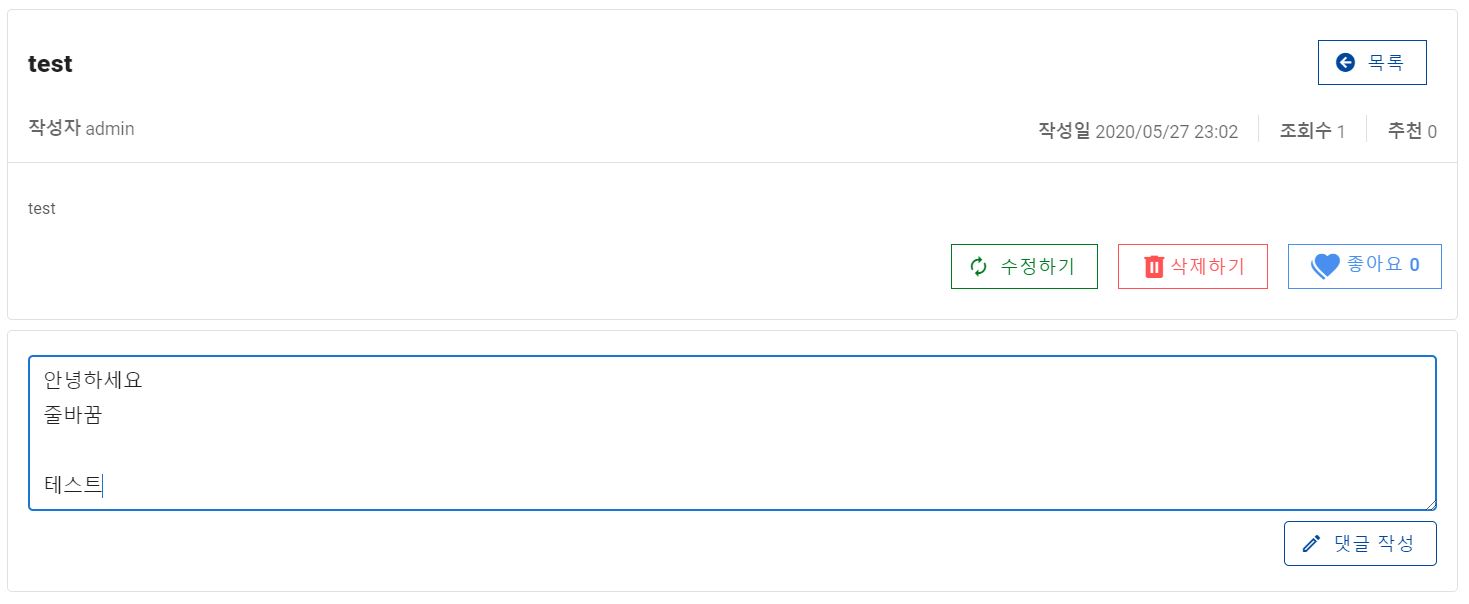 test
목록
작성자 admin
작성일 2020/05/27 23:02 조회수 1 추천 0
test
수정하기 삭제하기 좋아요 0
안녕하세요
줄바꿈
테스트
댓글 작성